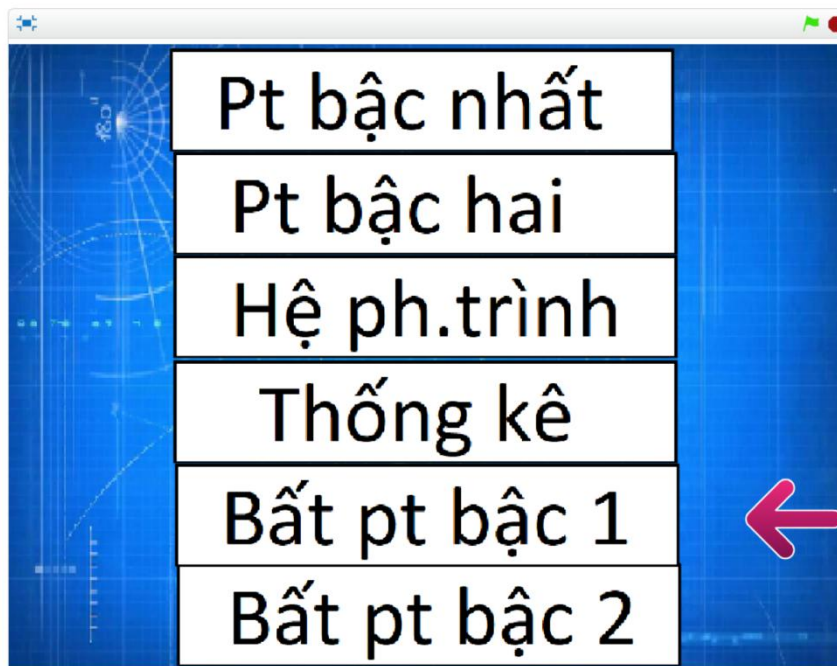 Pt bậc nhất
Pt bậc hai
Hệ ph.trình
Thống kê
Bất pt bậc 1
Bất pt bậc 2